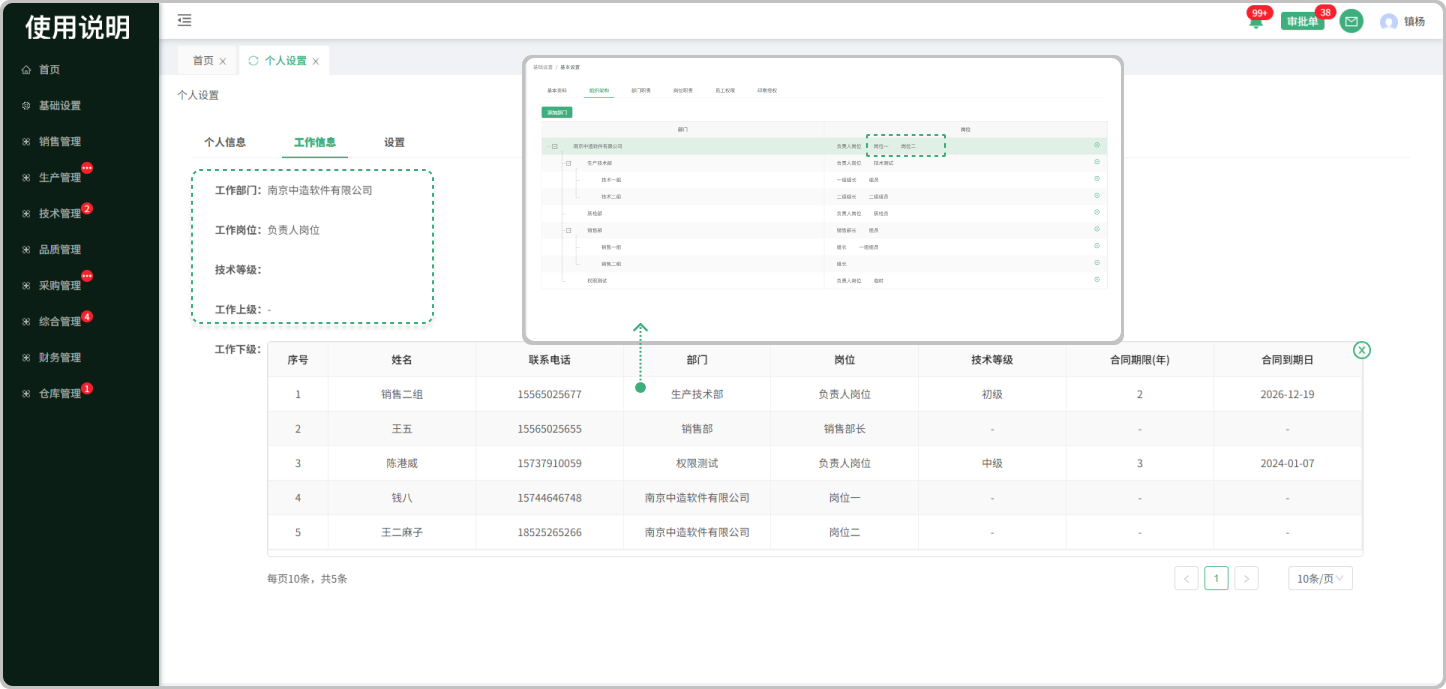 使用说明
首页
基础设置
销售管理
生产管理
技术管理 2
品质管理
采购管理
综合管理 4
财务管理
仓库管理 1
99+
审批单 38
镇杨
首页 X
个人设置 X
个人设置
个人信息 工作信息 设置
工作部门: 南京中造软件有限公司
工作岗位: 负责人岗位
技术等级:
工作上级: -
工作下级:
基础设置 / 基本设置
基本资料 组织架构 部门职责 岗位职责 员工权限 印章授权
添加部门
部门 岗位
南京中造软件有限公司 负责人岗位 岗位一 岗位二
生产技术部 负责人岗位 技术测试
技术一组 一组组长 组员
技术二组 二组组长 二组组员
质检部 负责人岗位 质检员
销售部 销售部长 组员
销售一组 组长 一组组员
销售二组 组长
权限测试 负责人岗位 临时
序号 姓名 联系电话 部门 岗位 技术等级 合同期限(年) 合同到期日
1 销售二组 15565025677 生产技术部 负责人岗位 初级 2 2026-12-19
2 王五 15565025655 销售部 销售部长 - - -
3 陈港威 15737910059 权限测试 负责人岗位 中级 3 2024-01-07
4 钱八 15744646748 南京中造软件有限公司 岗位一 - - -
5 王二麻子 18525265266 南京中造软件有限公司 岗位二 - - -
每页10条，共5条
< 1 > 10条/页